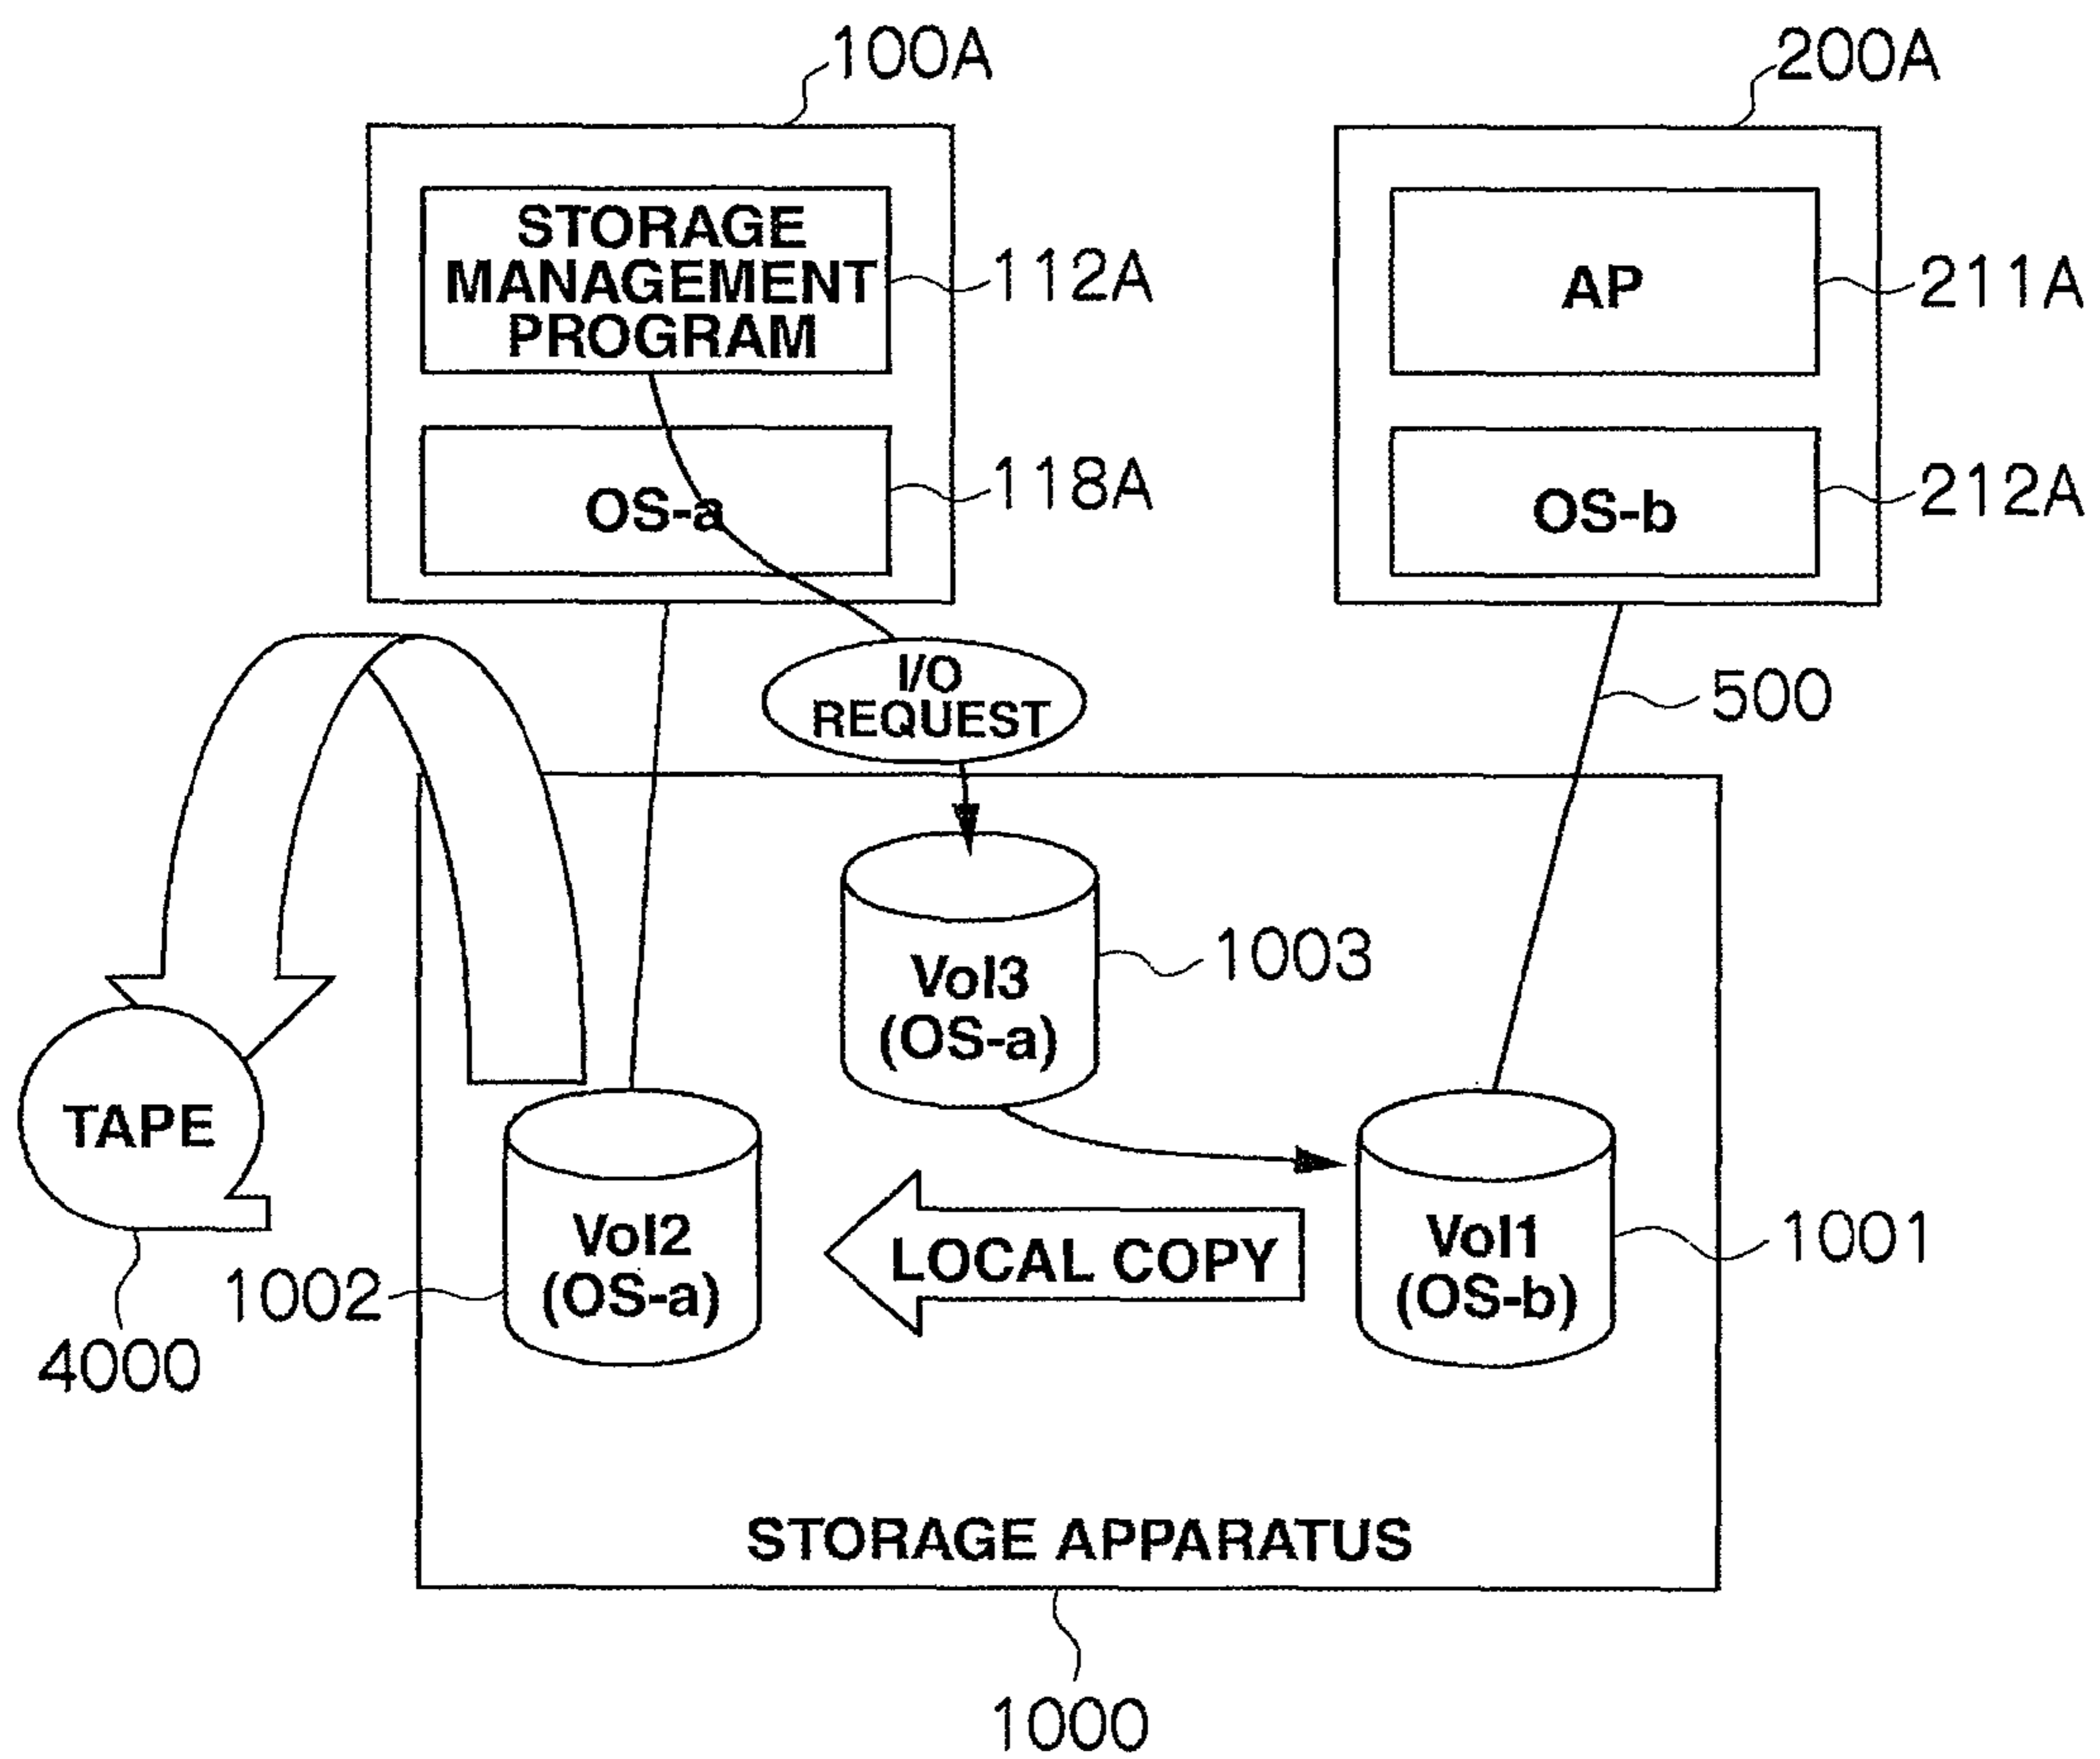 100A
200A
STORAGE
MANAGEMENT
PROGRAM
112A
AP
211A
OS-a
118A
OS-b
212A
I/O
REQUEST
500
Vol3
(OS-a)
1003
TAPE
4000
Vol2
(OS-a)
1002
LOCAL COPY
Vol1
(OS-b)
1001
STORAGE APPARATUS
1000